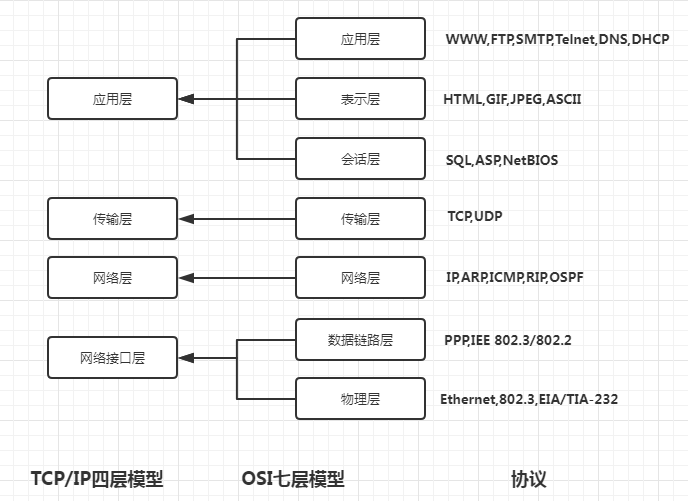 应用层 WWW,FTP,SMTP,Telnet,DNS,DHCP
应用层 表示层 HTML,GIF,JPEG,ASCII
会话层 SQL,ASP,NetBIOS
传输层 传输层 TCP,UDP
网络层 网络层 IP,ARP,ICMP,RIP,OSPF
数据链路层 PPP,IEE 802.3/802.2
网络接口层
物理层 Ethernet,802.3,EIA/TIA-232
TCP/IP四层模型 OSI七层模型 协议